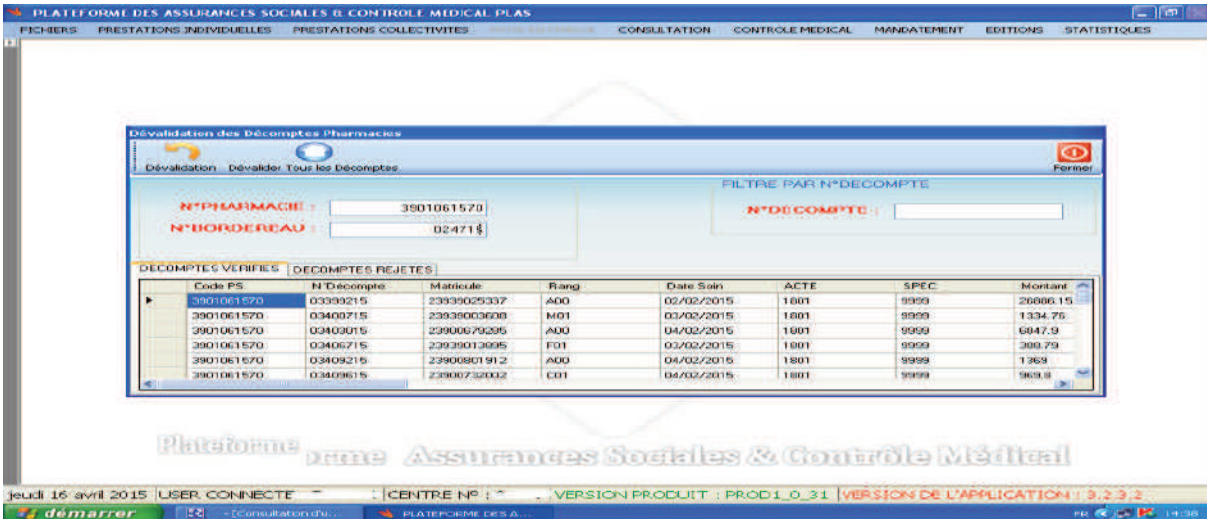 PLATEFORME DES ASSURANCES SOCIALES & CONTROLE MEDICAL PLAS
FICHIERS PRESTATIONS INDIVIDUELLES PRESTATIONS COLLECTIVITES CONSULTATION CONTROLE MEDICAL MANDATEMENT EDITIONS STATISTIQUES
Dévalidation des Décomptes Pharmacies
Dévalidation Dévalider Tous les Décomptes Fermer
FILTRE PAR N°DECOMPTE
N°PHARMACIE : 3901061570 N°DECOMPTE :
N°BORDEREAU : 02471
DECOMPTES VERIFIES DECOMPTES REJETES
Code PS N°Décompte Matricule Rang Date Soin ACTE SPEC Montant
3901061570 03399215 23939025337 A00 02/02/2015 1801 9999 26886.15
3901061570 03400715 23939003608 M01 03/02/2015 1801 9999 1334.76
3901061570 03403015 23900679295 A00 04/02/2015 1801 9999 6847.9
3901061570 03406715 23939013895 F01 03/02/2015 1801 9999 388.79
3901061570 03409215 23900801912 A00 04/02/2015 1801 9999 1369
3901061570 03409615 23900732002 C01 04/02/2015 1801 9999 969.8
Plateforme orme Assurances Sociales & Contrôle Médical
jeudi 16 avril 2015 USER CONNECTE CENTRE N° : VERSION PRODUIT : PROD1_0_31 VERSION DE L'APPLICATION : 3.2.3.2
démarrer - [Consultation du... PLATEFORME DES A... FR 14:38